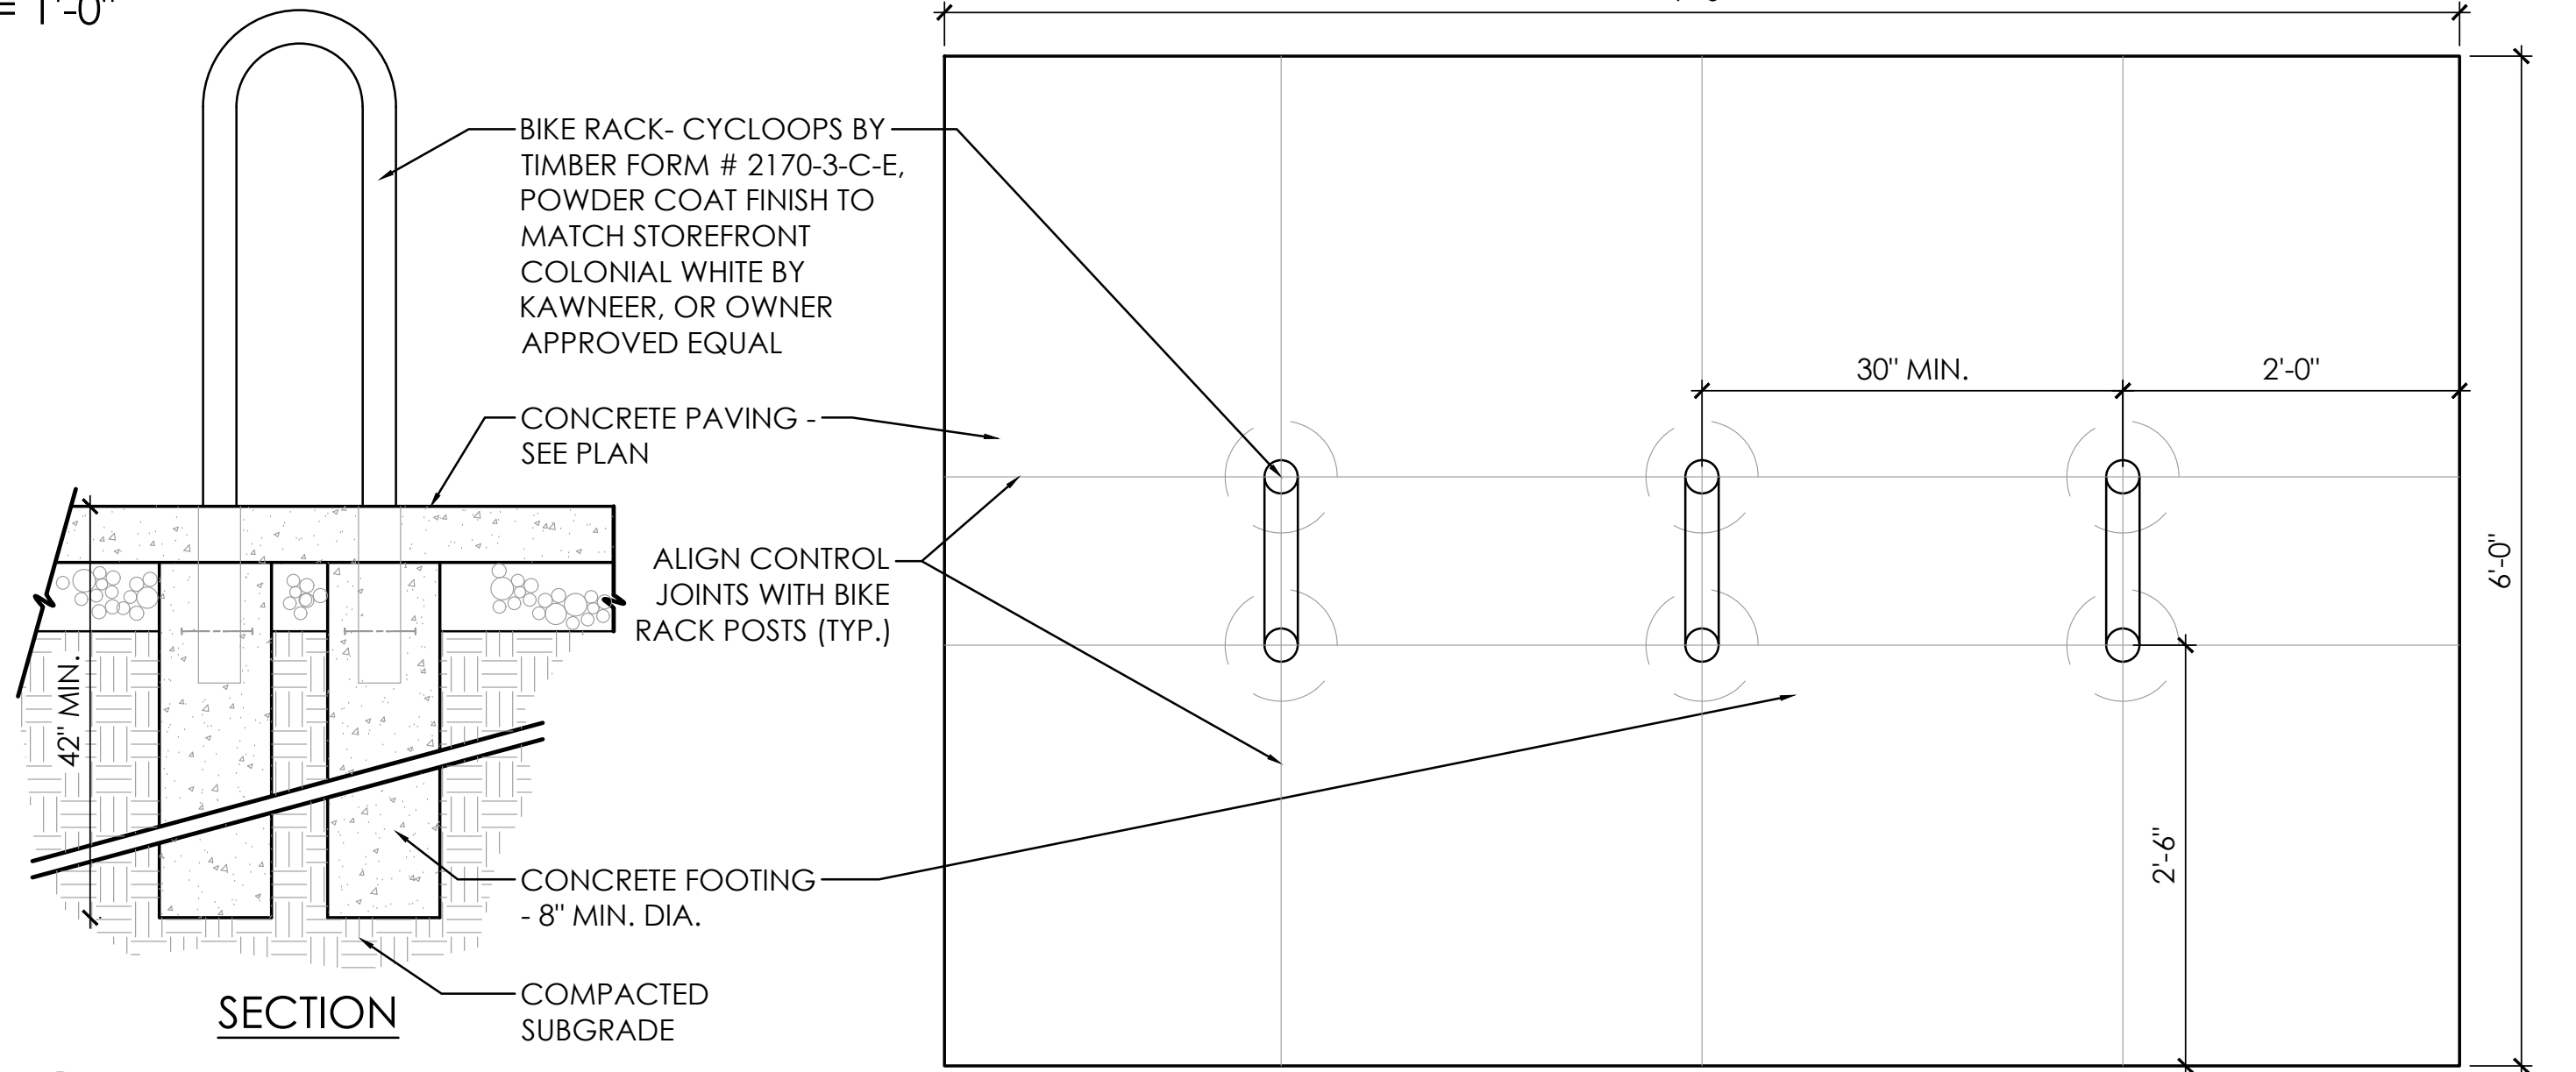 = 1'-0"
BIKE RACK- CYCLOOPS BY
TIMBER FORM # 2170-3-C-E,
POWDER COAT FINISH TO
MATCH STOREFRONT
COLONIAL WHITE BY
KAWNEER, OR OWNER
APPROVED EQUAL
CONCRETE PAVING -
SEE PLAN
ALIGN CONTROL
JOINTS WITH BIKE
RACK POSTS (TYP.)
CONCRETE FOOTING
- 8" MIN. DIA.
COMPACTED
SUBGRADE
42" MIN.
SECTION
30" MIN.
2'-0"
6'-0"
2'-6"